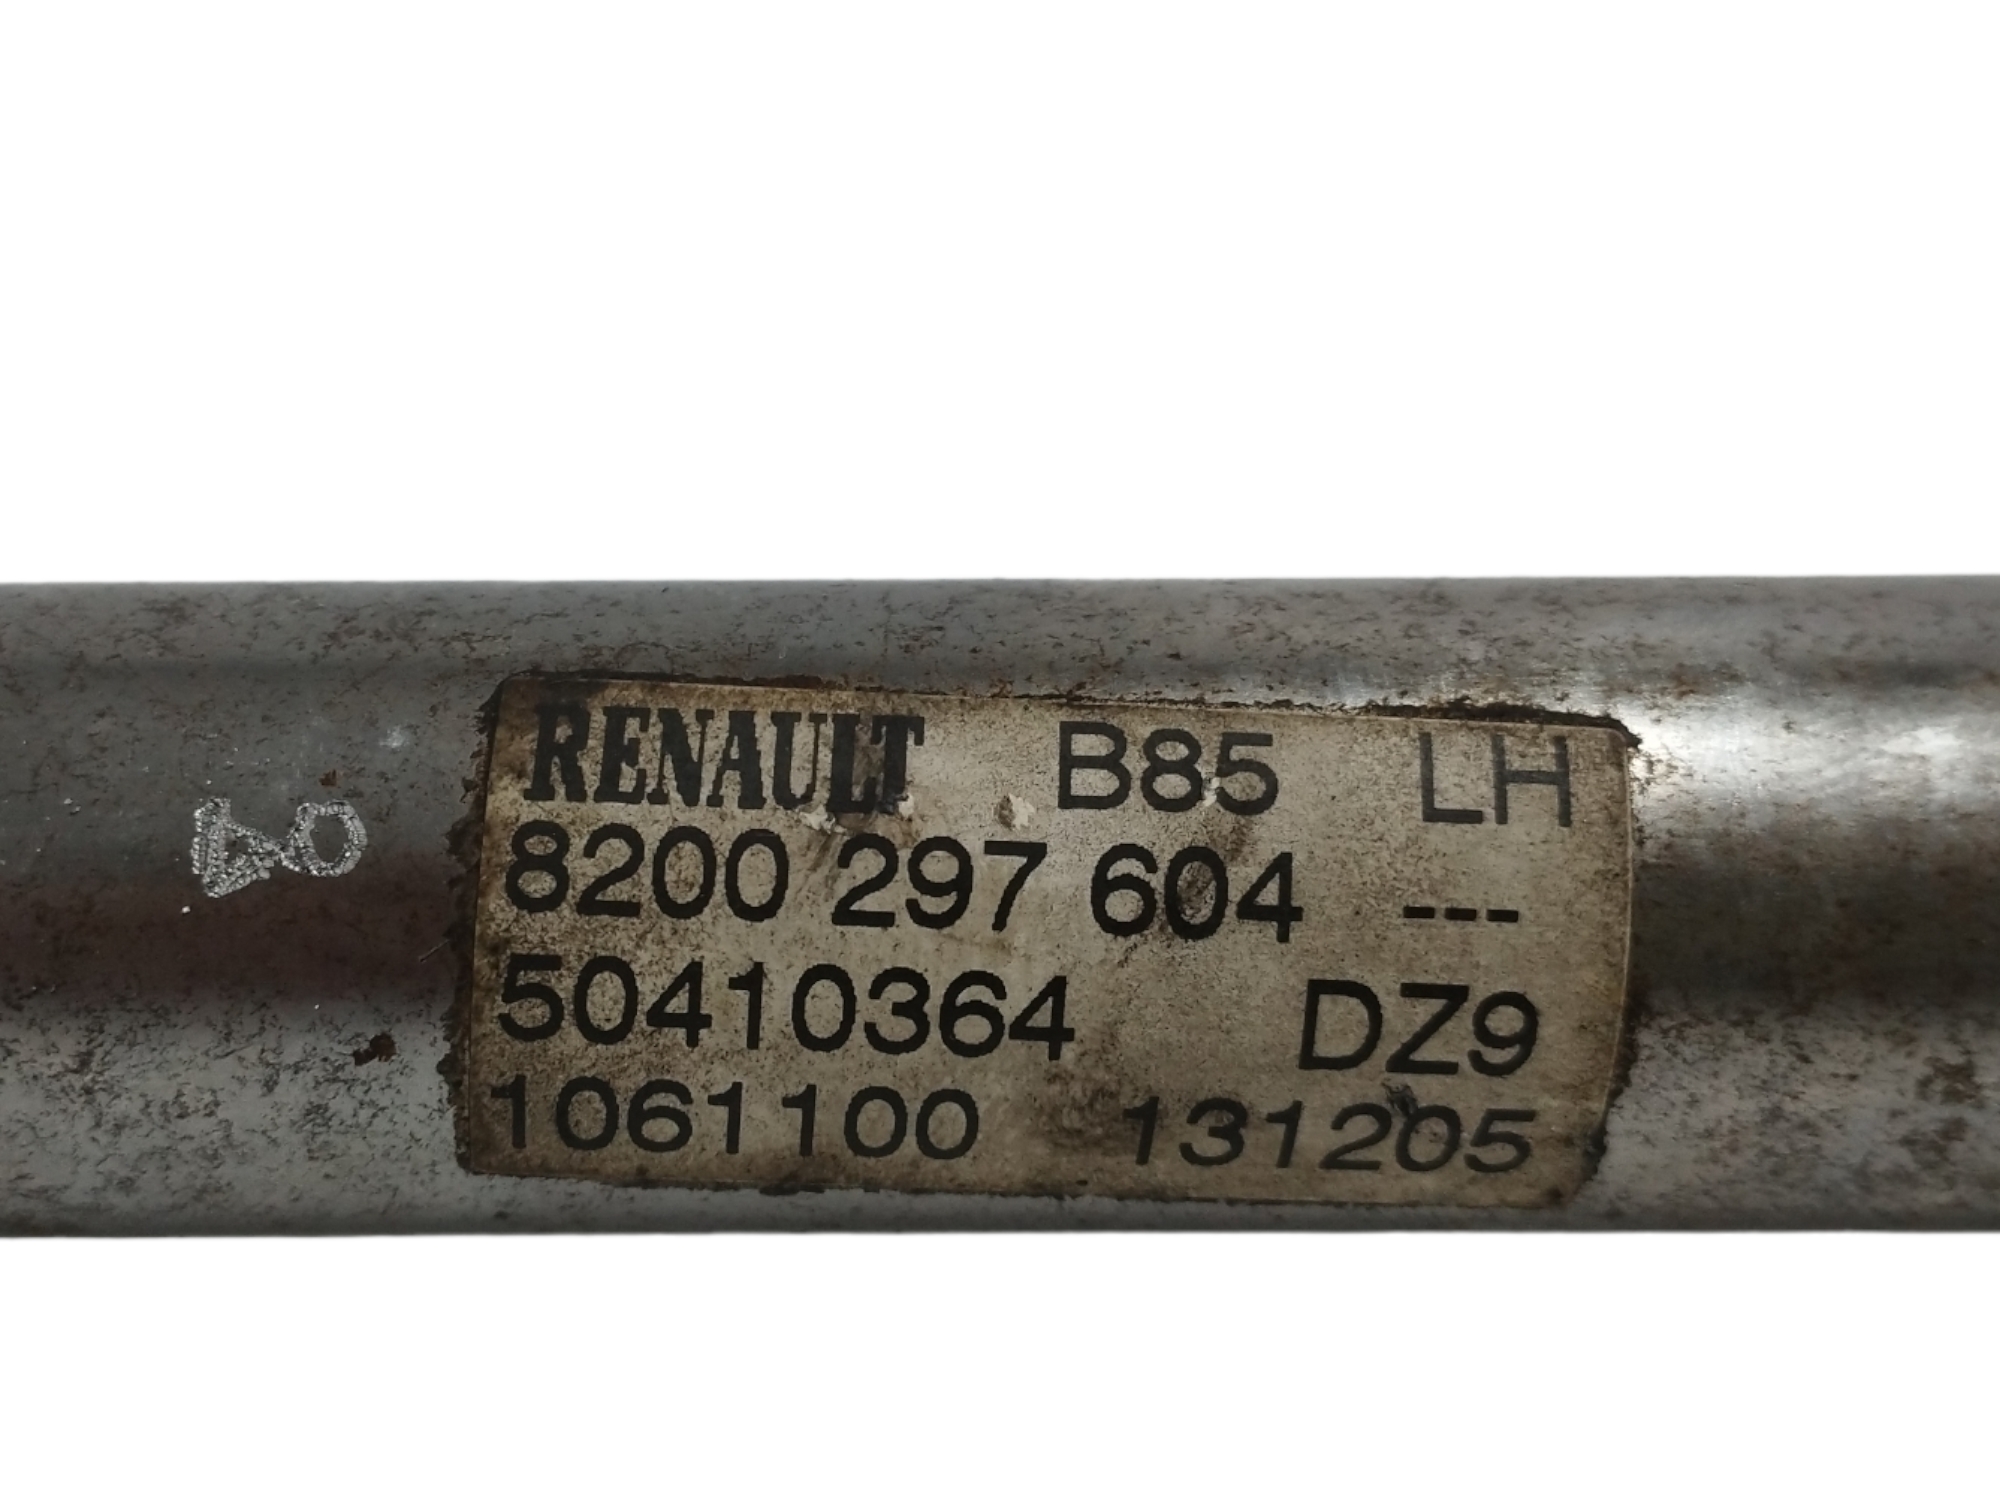 RENAULT B85 LH
8200 297 604 ---
50410364 DZ9
1061100 131205